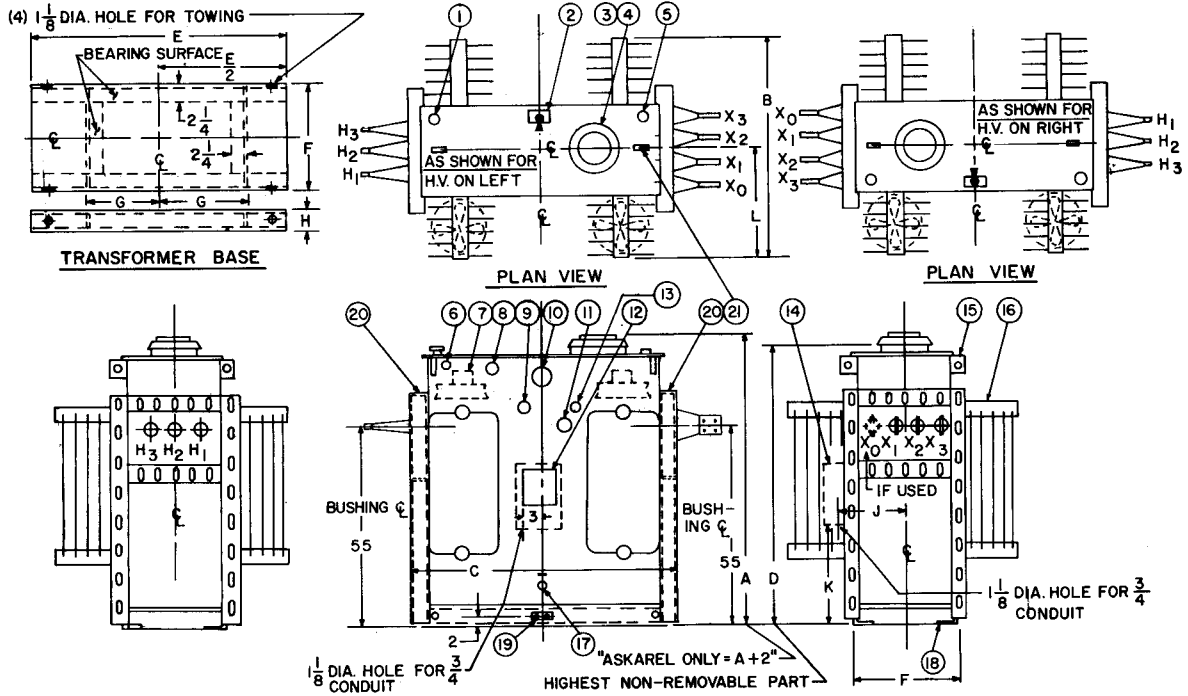 (4) 1 1/8 DIA. HOLE FOR TOWING
E
BEARING SURFACE
E/2
2 1/4
2 1/4
F
G G
H
℄
℄
TRANSFORMER BASE
1 2 3 4 5
H3
H2
H1
X3
X2
X1
X0
AS SHOWN FOR
H.V. ON LEFT
℄
℄
B
L
PLAN VIEW
X0
X1
X2
X3
AS SHOWN FOR
H.V. ON RIGHT
℄
℄
H1
H2
H3
PLAN VIEW
H3 H2 H1
℄
20 6 7 8 9 10 11 12 13 20 21
BUSHING ℄
55
3
C
2
19 17
1 1/8 DIA. HOLE FOR 3/4
CONDUIT
BUSH-
ING ℄
55
A
D
"ASKAREL ONLY = A+2"
HIGHEST NON-REMOVABLE PART
14 15 16
X0 X1 X2 X3
IF USED
J
K
℄
1 1/8 DIA. HOLE FOR 3/4
CONDUIT
18
F